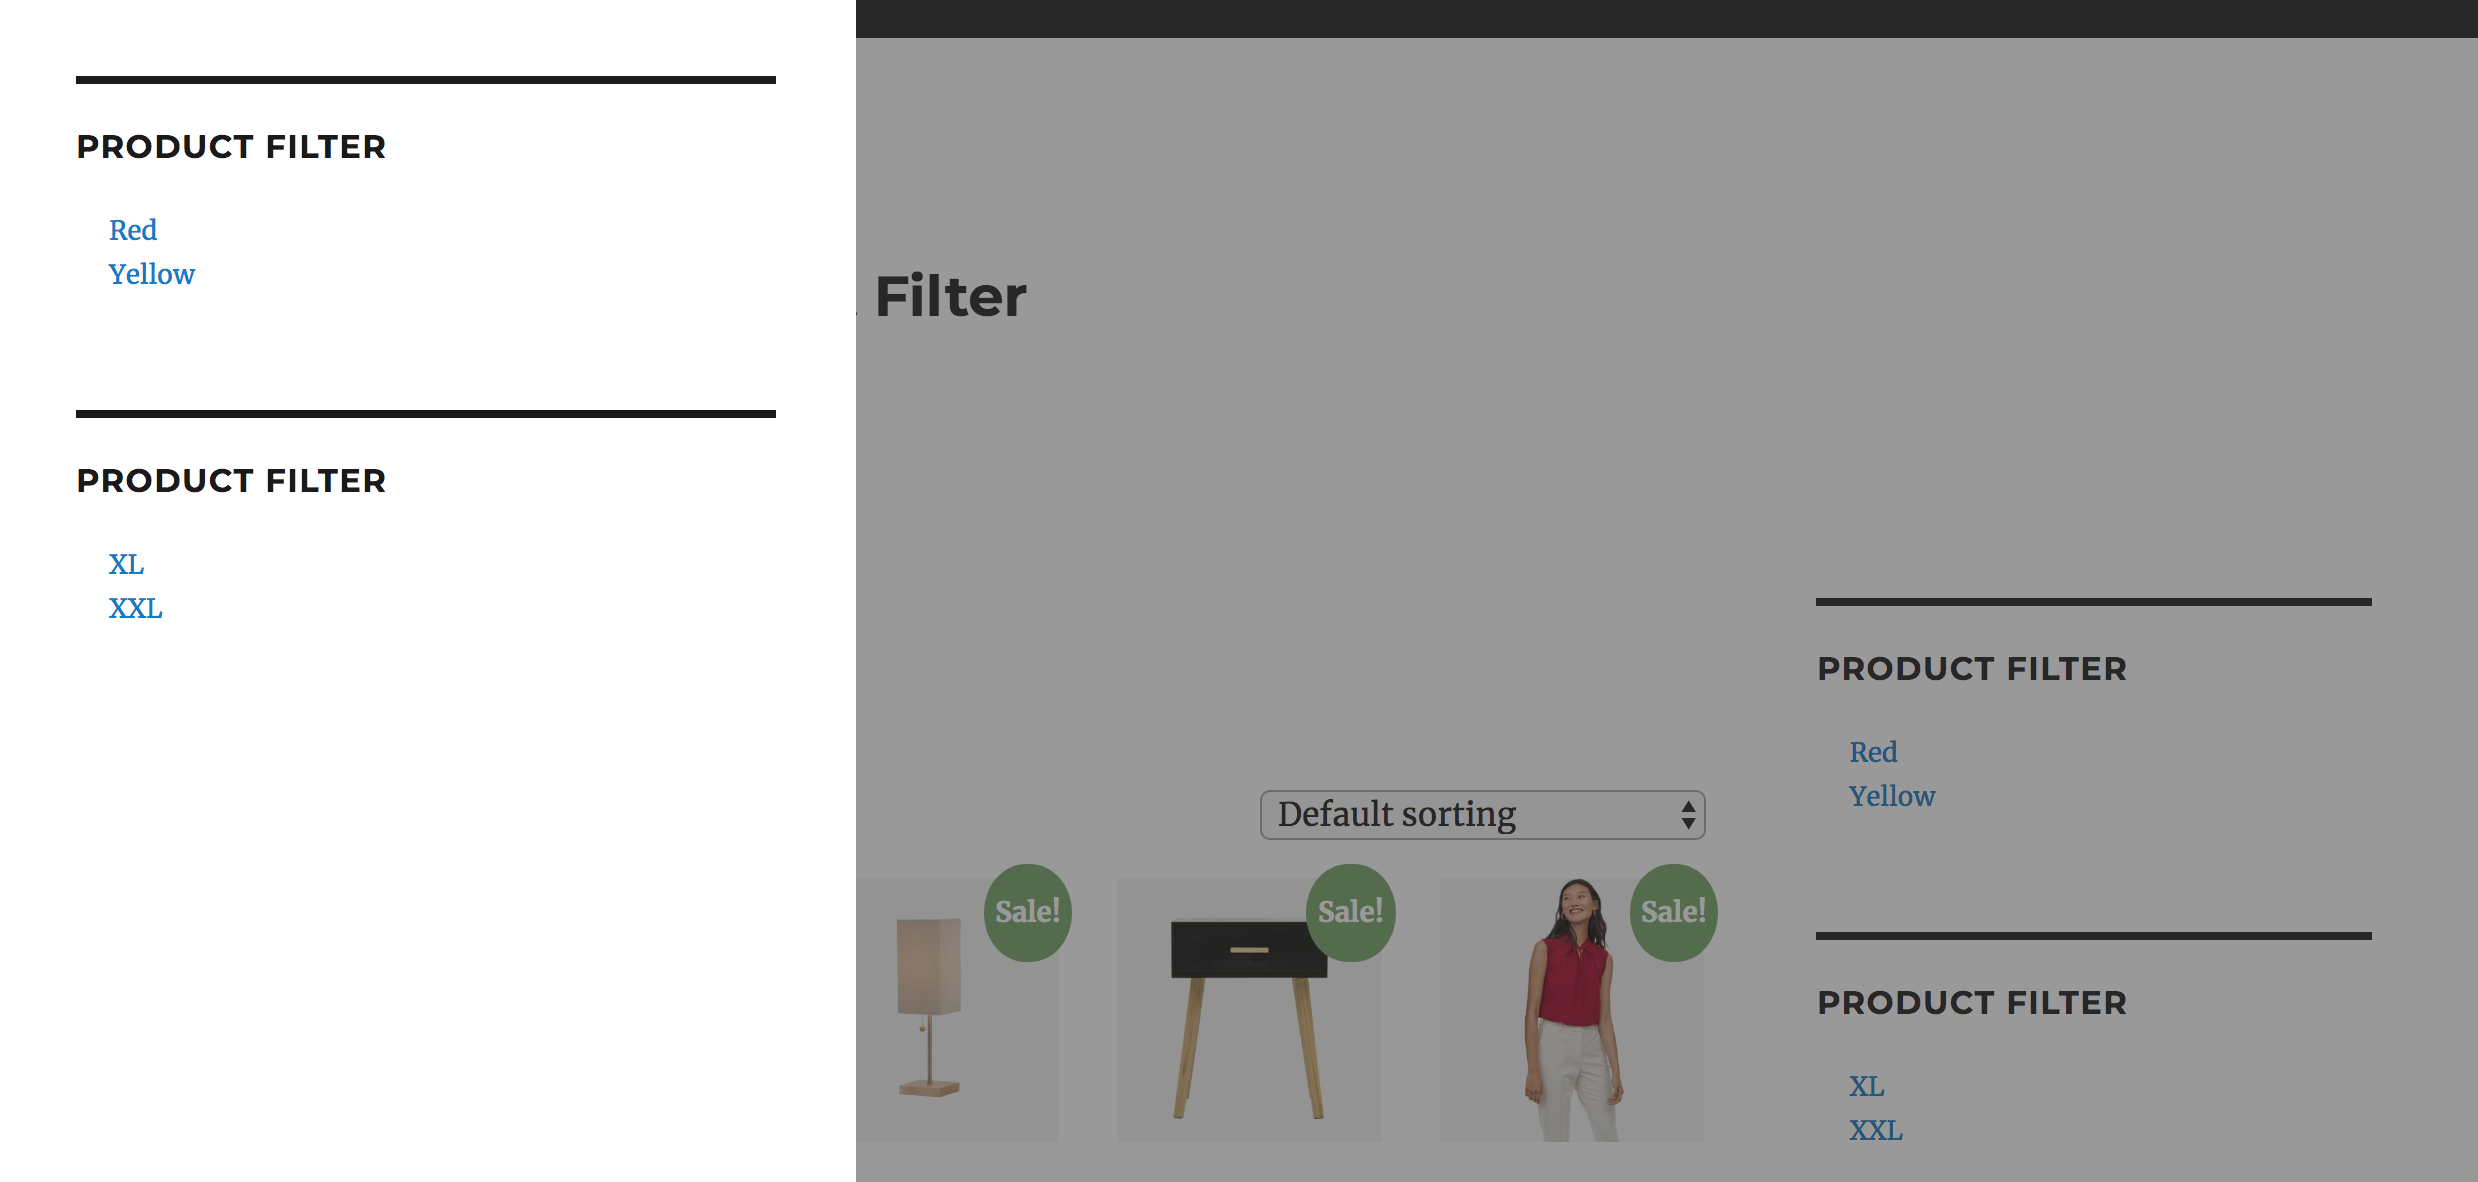 PRODUCT FILTER
Red
Yellow
PRODUCT FILTER
XL
XXL
Filter
Default sorting
Sale!
Sale!
Sale!
PRODUCT FILTER
Red
Yellow
PRODUCT FILTER
XL
XXL